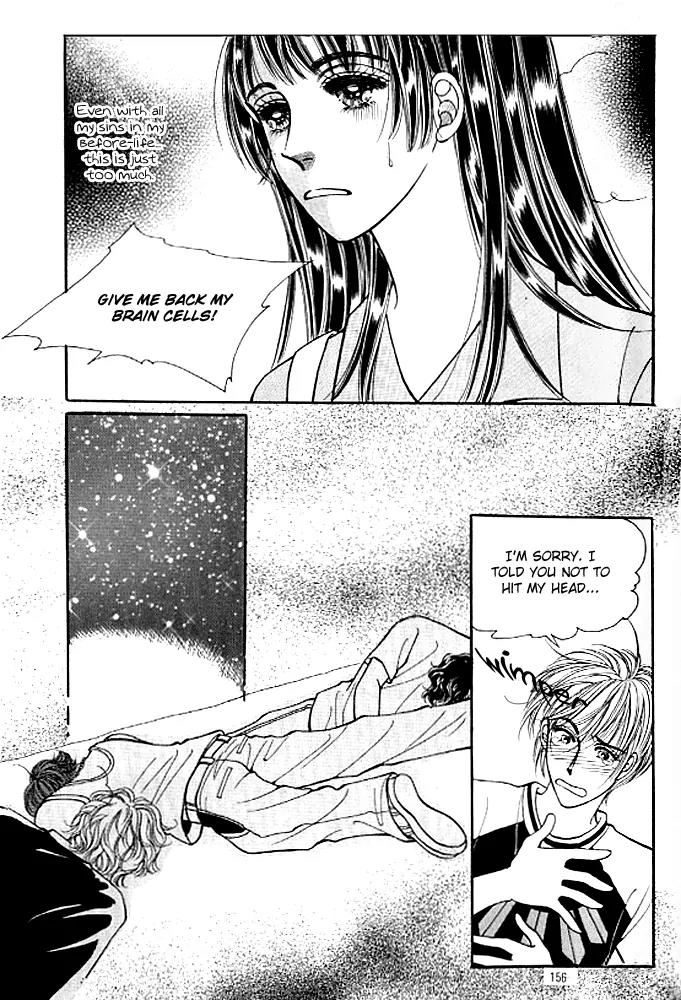 Even with all
my sins in my
before-life...
this is just
too much.
GIVE ME BACK MY
BRAIN CELLS!
I'M SORRY. I
TOLD YOU NOT TO
HIT MY HEAD...
WIMPER
156